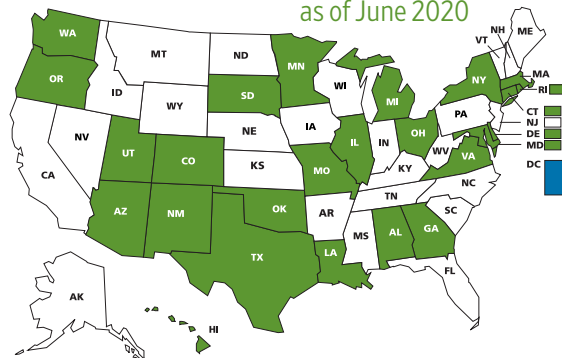 as of June 2020
WA
MT
ND
MN
VT
NH
ME
OR
ID
WY
SD
WI
MI
NY
MA
RI
CT
NJ
DE
MD
DC
NV
UT
CO
NE
IA
IL
IN
OH
PA
WV
VA
CA
KS
MO
KY
NC
AZ
NM
OK
AR
TN
SC
TX
LA
MS
AL
GA
FL
AK
HI